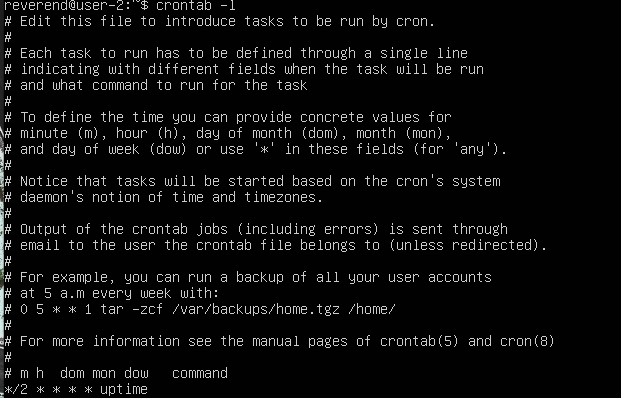 reverend@user-2:~$ crontab -l
# Edit this file to introduce tasks to be run by cron.
#
# Each task to run has to be defined through a single line
# indicating with different fields when the task will be run
# and what command to run for the task
#
# To define the time you can provide concrete values for
# minute (m), hour (h), day of month (dom), month (mon),
# and day of week (dow) or use '*' in these fields (for 'any').
#
# Notice that tasks will be started based on the cron's system
# daemon's notion of time and timezones.
#
# Output of the crontab jobs (including errors) is sent through
# email to the user the crontab file belongs to (unless redirected).
#
# For example, you can run a backup of all your user accounts
# at 5 a.m every week with:
# 0 5 * * 1 tar -zcf /var/backups/home.tgz /home/
#
# For more information see the manual pages of crontab(5) and cron(8)
#
# m h  dom mon dow   command
*/2 * * * * uptime